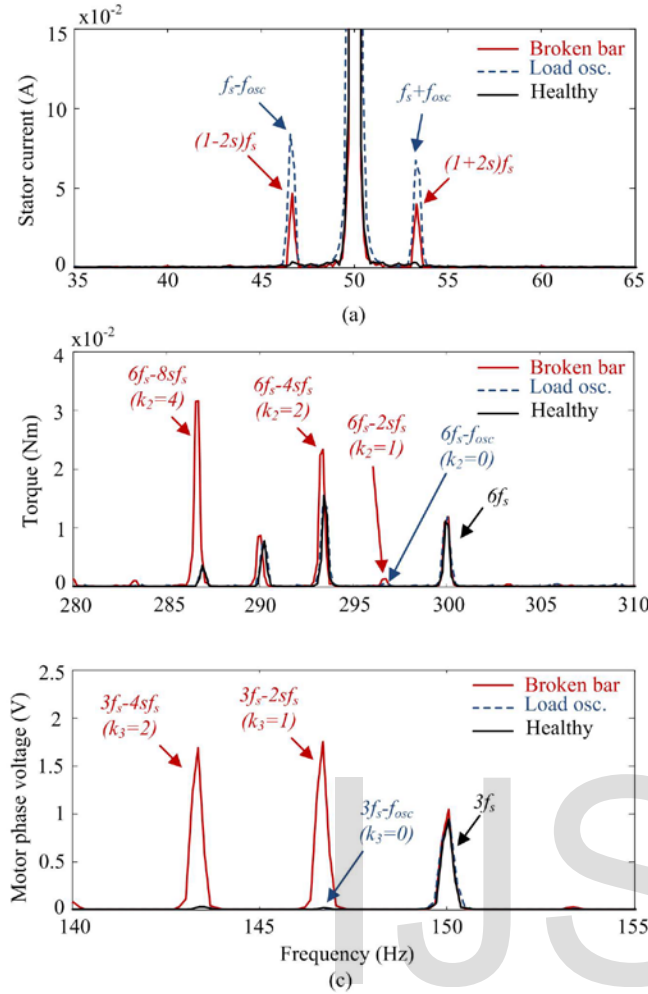 x10⁻²
15
10
5
0
Stator current (A)
Broken bar
Load osc.
Healthy
fₛ-fₒₛc
fₛ+fₒₛc
(1-2s)fₛ
(1+2s)fₛ
35 40 45 50 55 60 65
(a)
x10⁻²
4
3
2
1
0
Torque (Nm)
Broken bar
Load osc.
Healthy
6fₛ-8sfₛ
(k₂=4)
6fₛ-4sfₛ
(k₂=2)
6fₛ-2sfₛ
(k₂=1)
6fₛ-fₒₛc
(k₂=0)
6fₛ
280 285 290 295 300 305 310
2.5
2
1.5
1
0.5
0
Motor phase voltage (V)
Broken bar
Load osc.
Healthy
3fₛ-4sfₛ
(k₃=2)
3fₛ-2sfₛ
(k₃=1)
3fₛ-fₒₛc
(k₃=0)
3fₛ
140 145 150 155
Frequency (Hz)
(c)
IJS